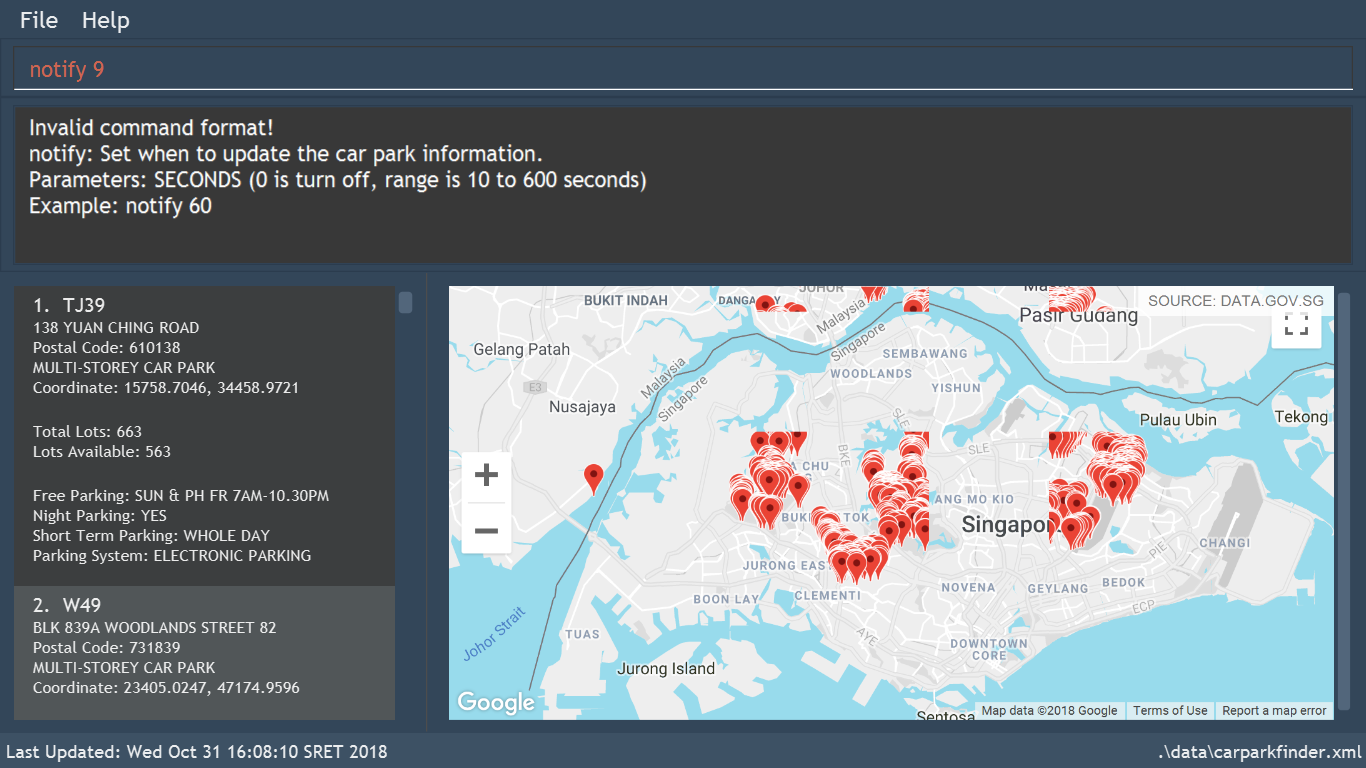 File Help
notify 9
Invalid command format!
notify: Set when to update the car park information.
Parameters: SECONDS (0 is turn off, range is 10 to 600 seconds)
Example: notify 60
1. TJ39
138 YUAN CHING ROAD
Postal Code: 610138
MULTI-STOREY CAR PARK
Coordinate: 15758.7046, 34458.9721
Total Lots: 663
Lots Available: 563
Free Parking: SUN & PH FR 7AM-10.30PM
Night Parking: YES
Short Term Parking: WHOLE DAY
Parking System: ELECTRONIC PARKING
2. W49
BLK 839A WOODLANDS STREET 82
Postal Code: 731839
MULTI-STOREY CAR PARK
Coordinate: 23405.0247, 47174.9596
SOURCE: DATA.GOV.SG
JOHOR
BUKIT INDAH
Pasir Gudang
Malaysia
Singapore
Gelang Patah
SEMBAWANG
WOODLANDS
YISHUN
E3
Malaysia
Singapore
Nusajaya
SLE
Pulau Ubin
Tekong
BKE
SLE
CHU
+
ANG MO KIO
TOK
Singapor
−
CHANGI
PIE
JURONG EAS
NOVENA
GEYLANG
BEDOK
BOON LAY
CLEMENTI
ECP
Johor Strait
TUAS
AYE
DOWNTOWN
CORE
Jurong Island
Google
Sentosa
Map data ©2018 Google
Terms of Use
Report a map error
Last Updated: Wed Oct 31 16:08:10 SRET 2018
.\data\carparkfinder.xml